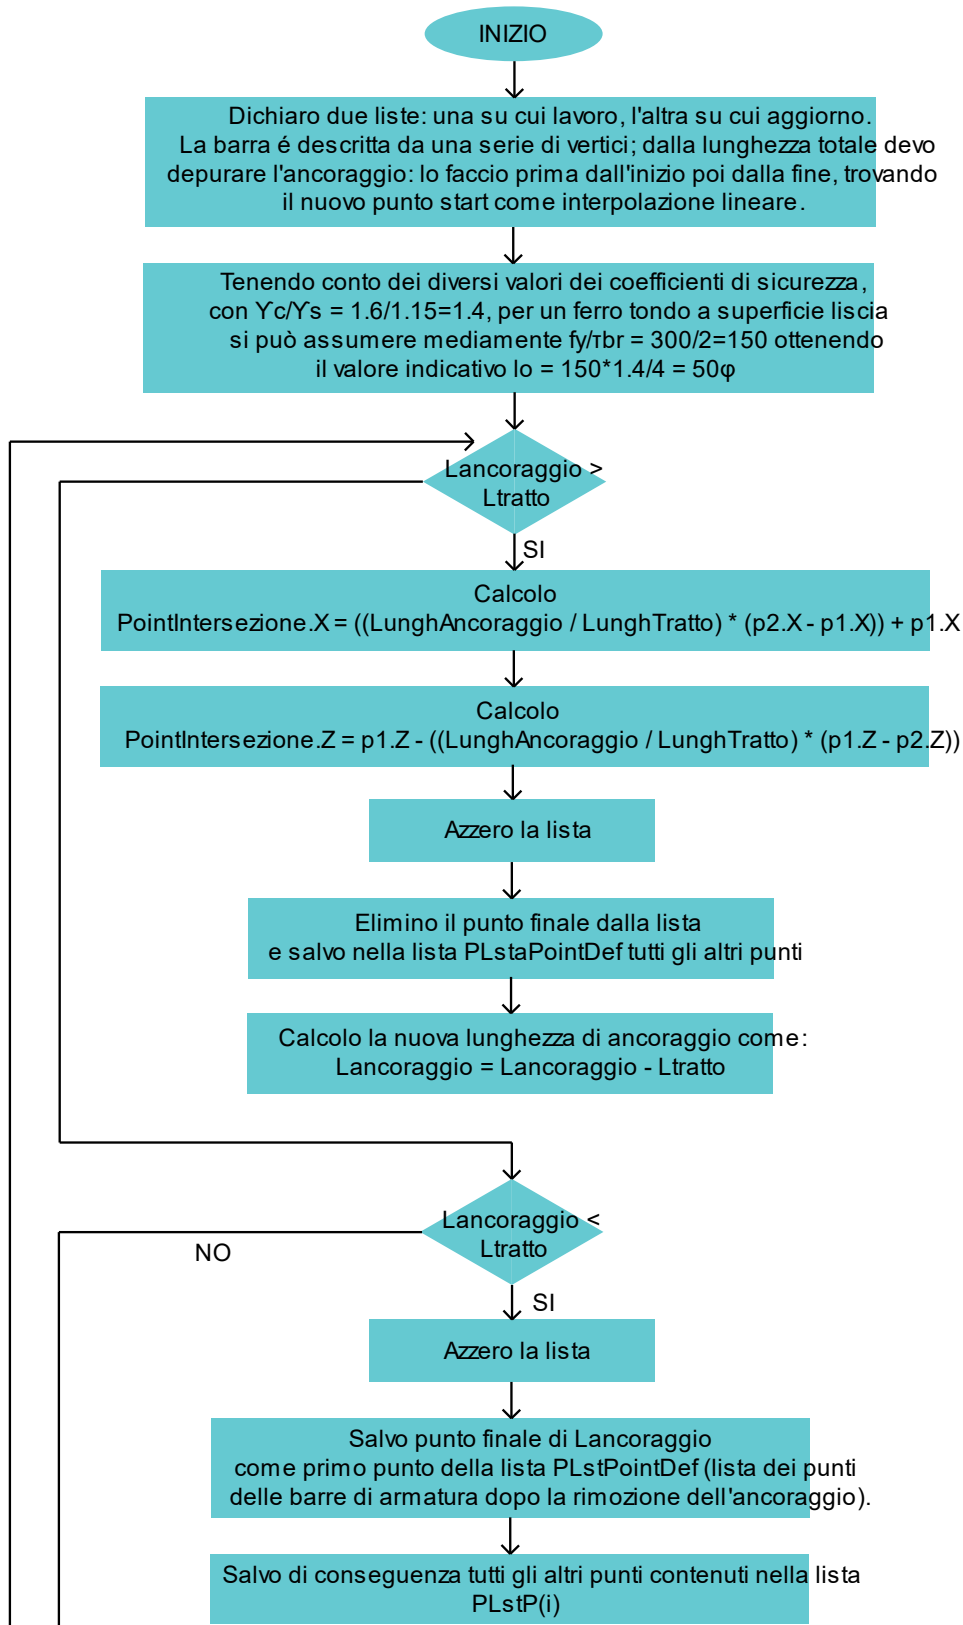 INIZIO
Dichiaro due liste: una su cui lavoro, l'altra su cui aggiorno.
La barra é descritta da una serie di vertici; dalla lunghezza totale devo
depurare l'ancoraggio: lo faccio prima dall'inizio poi dalla fine, trovando
il nuovo punto start come interpolazione lineare.
Tenendo conto dei diversi valori dei coefficienti di sicurezza,
con ϒc/ϒs = 1.6/1.15=1.4, per un ferro tondo a superficie liscia
si può assumere mediamente fy/τbr = 300/2=150 ottenendo
il valore indicativo lo = 150*1.4/4 = 50φ
Lancoraggio >
Ltratto
SI
Calcolo
PointIntersezione.X = ((LunghAncoraggio / LunghTratto) * (p2.X - p1.X)) + p1.X
Calcolo
PointIntersezione.Z = p1.Z - ((LunghAncoraggio / LunghTratto) * (p1.Z - p2.Z))
Azzero la lista
Elimino il punto finale dalla lista
e salvo nella lista PLstaPointDef tutti gli altri punti
Calcolo la nuova lunghezza di ancoraggio come:
Lancoraggio = Lancoraggio - Ltratto
Lancoraggio <
Ltratto
NO
SI
Azzero la lista
Salvo punto finale di Lancoraggio
come primo punto della lista PLstPointDef (lista dei punti
delle barre di armatura dopo la rimozione dell'ancoraggio).
Salvo di conseguenza tutti gli altri punti contenuti nella lista
PLstP(i)